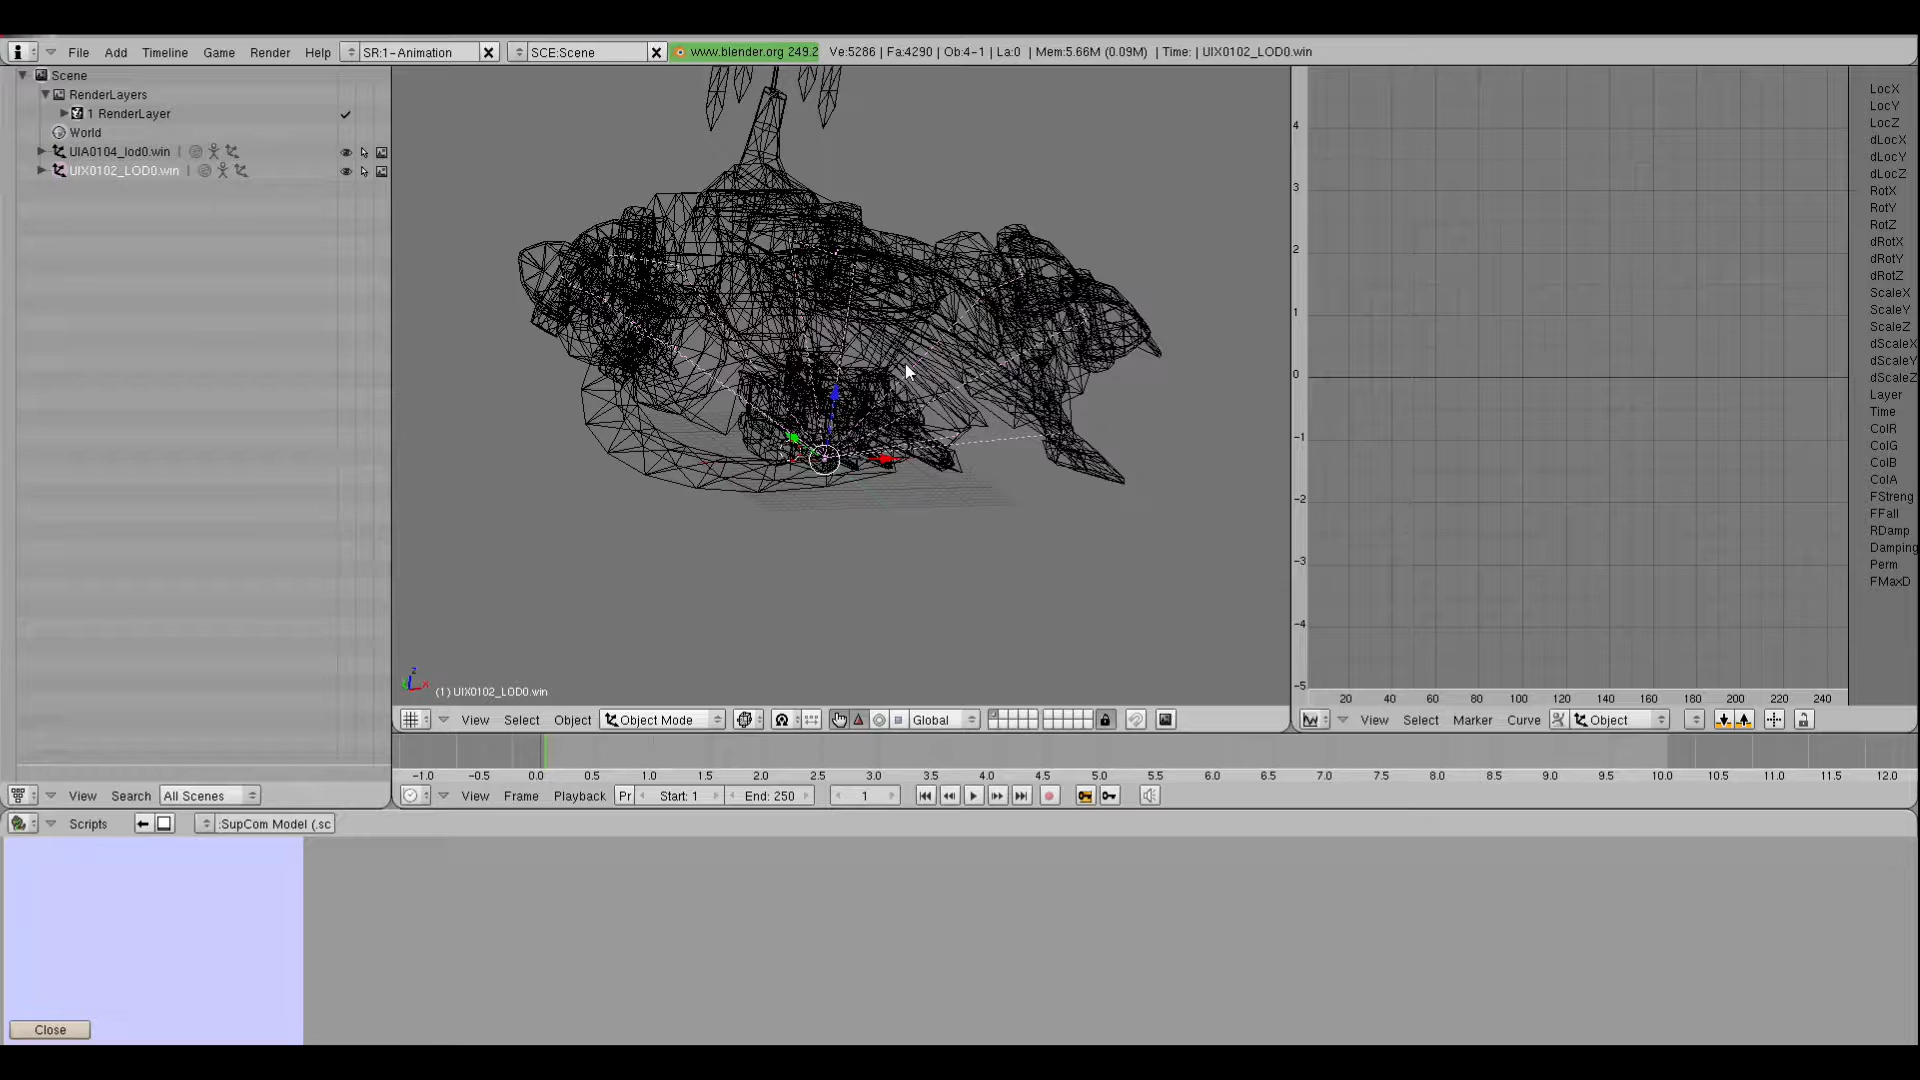 File Add Timeline Game Render Help SR:1-Animation SCE:Scene www.blender.org 249.2 Ve:5286 | Fa:4290 | Ob:4-1 | La:0 | Mem:5.66M (0.09M) | Time: | UIX0102_LOD0.win
Scene
RenderLayers
1 RenderLayer
World
UIA0104_lod0.win
UIX0102_LOD0.win
4
3
2
1
0
-1
-2
-3
-4
-5
LocX
LocY
LocZ
dLocX
dLocY
dLocZ
RotX
RotY
RotZ
dRotX
dRotY
dRotZ
ScaleX
ScaleY
ScaleZ
dScaleX
dScaleY
dScaleZ
Layer
Time
ColR
ColG
ColB
ColA
FStreng
FFall
RDamp
Damping
Perm
FMaxD
z
x
(1) UIX0102_LOD0.win
20 40 60 80 100 120 140 160 180 200 220 240
View Select Object Object Mode Global
View Select Marker Curve Object
-1.0 -0.5 0.0 0.5 1.0 1.5 2.0 2.5 3.0 3.5 4.0 4.5 5.0 5.5 6.0 6.5 7.0 7.5 8.0 8.5 9.0 9.5 10.0 10.5 11.0 11.5 12.0
View Search All Scenes
View Frame Playback Pr Start: 1 End: 250 1
Scripts :SupCom Model (.sc
Close